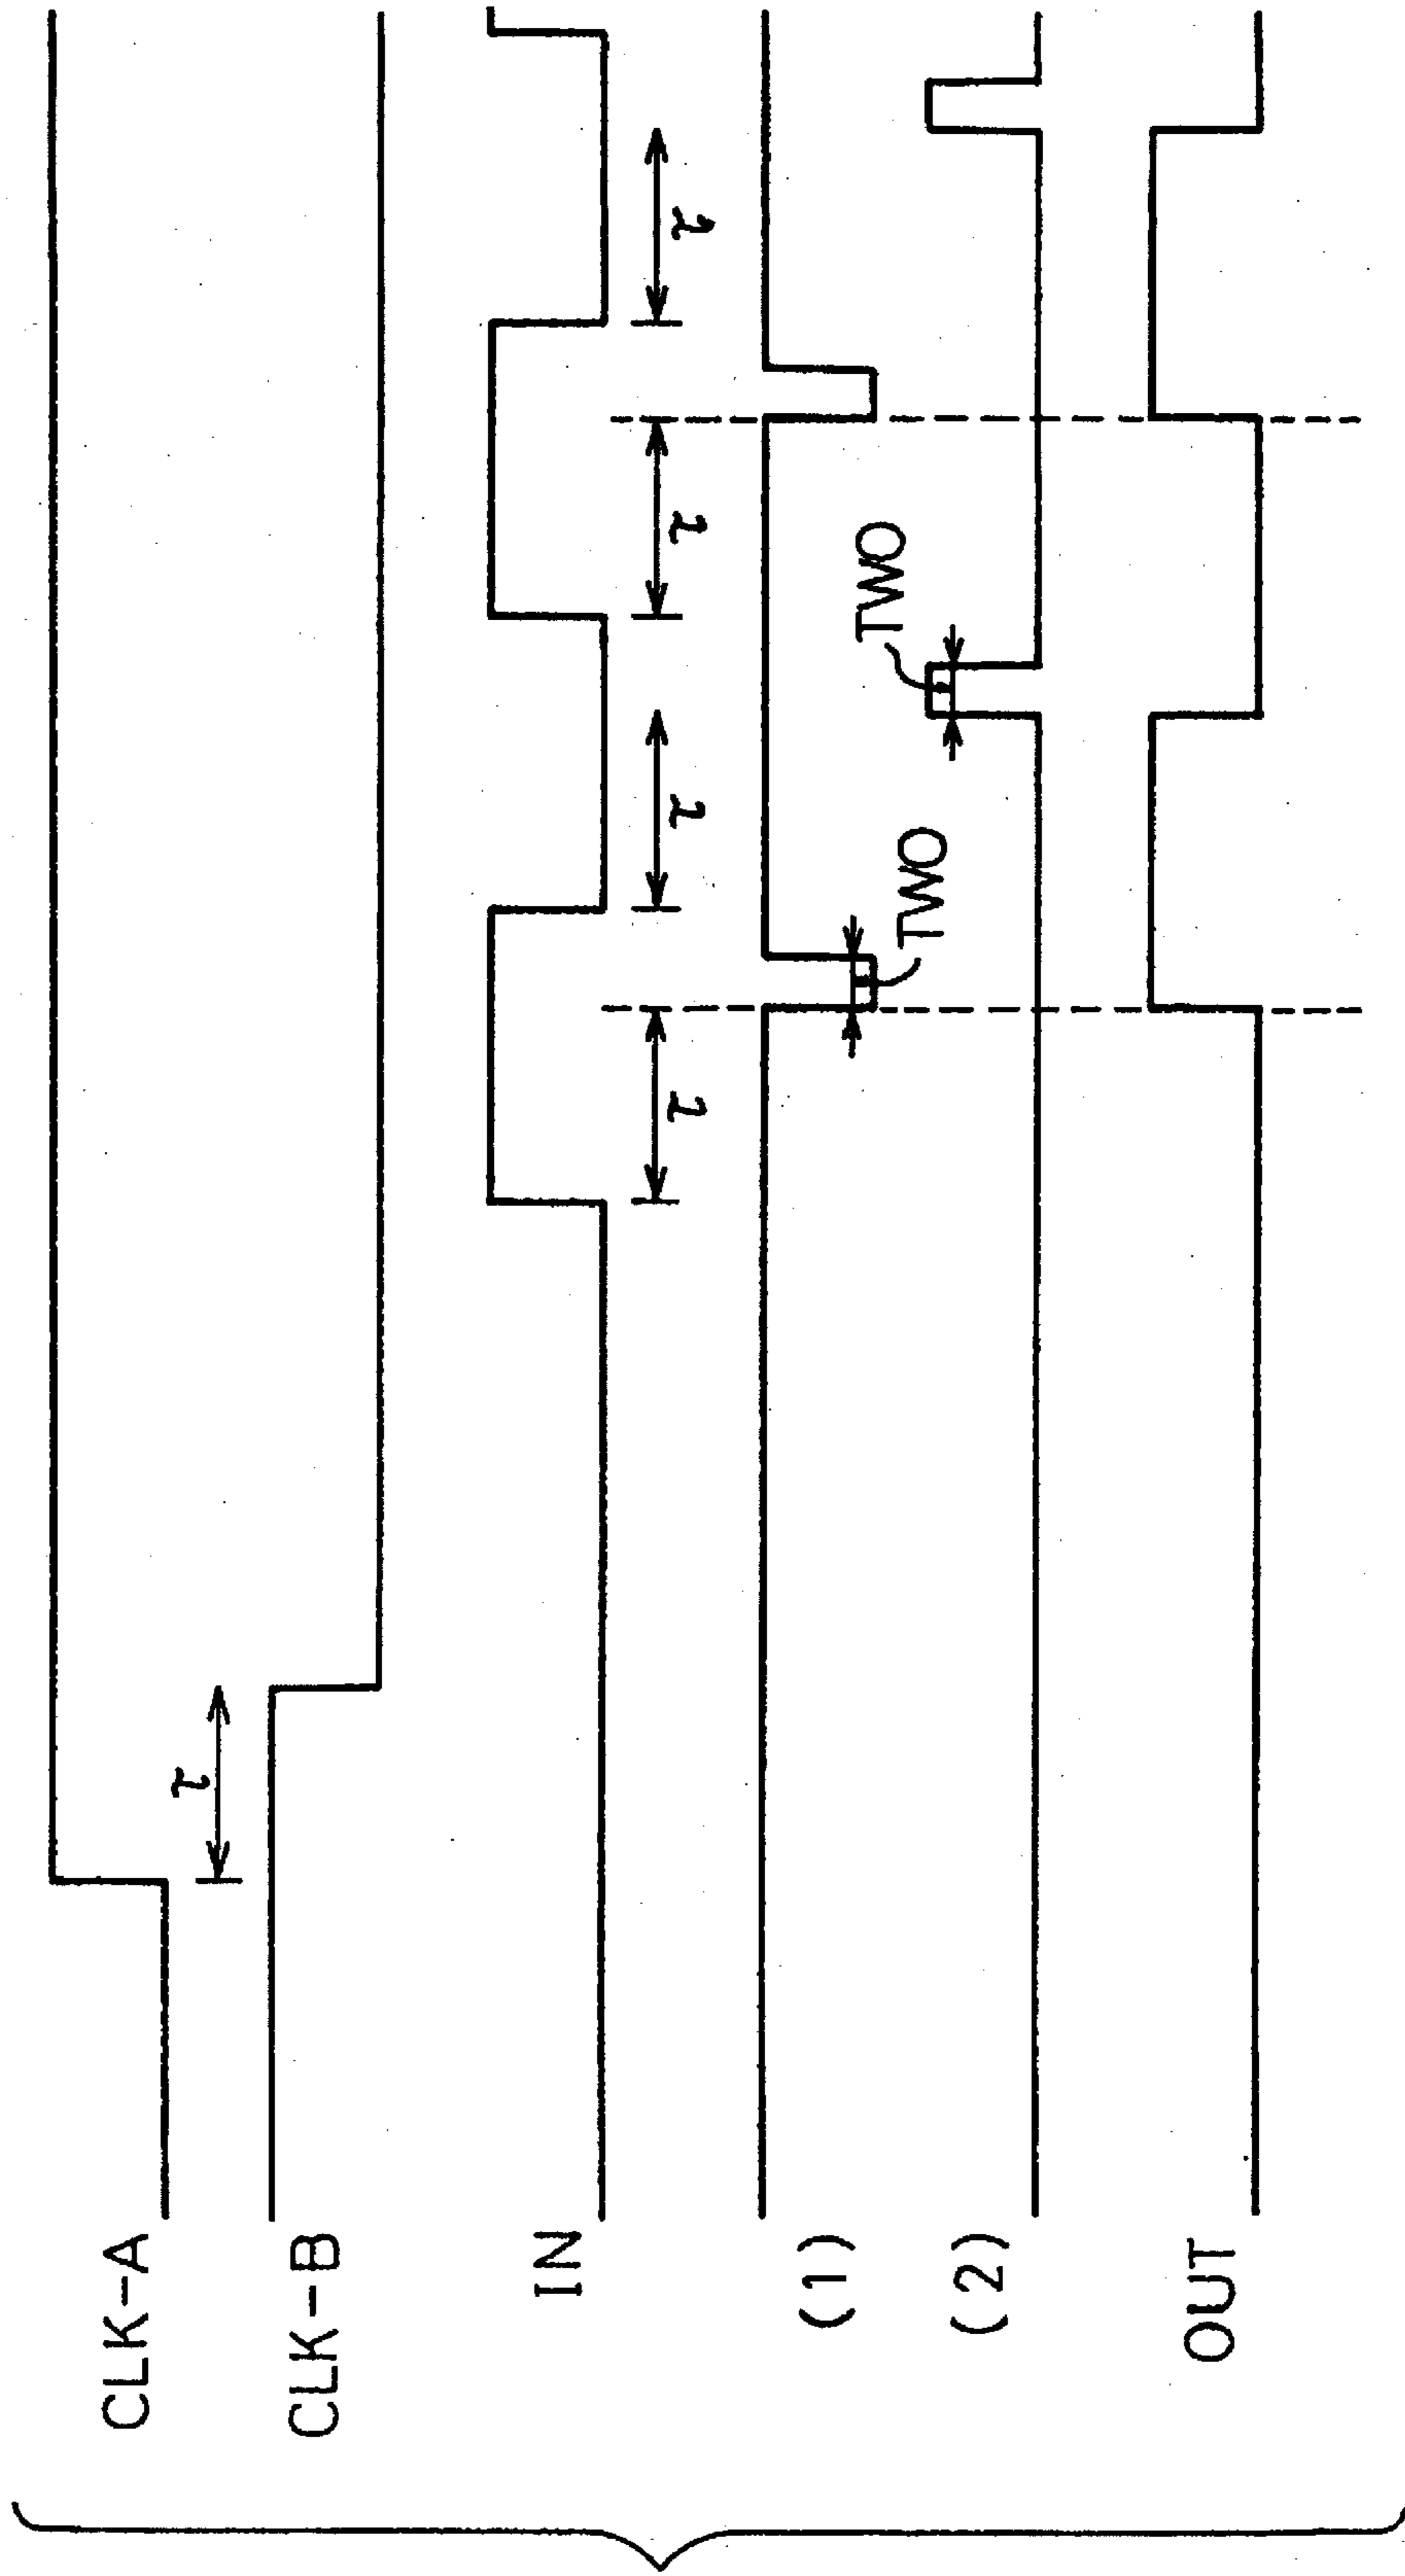 CLK-A
τ
CLK-B
IN
τ
τ
τ
τ
(1)
TWO
(2)
TWO
OUT